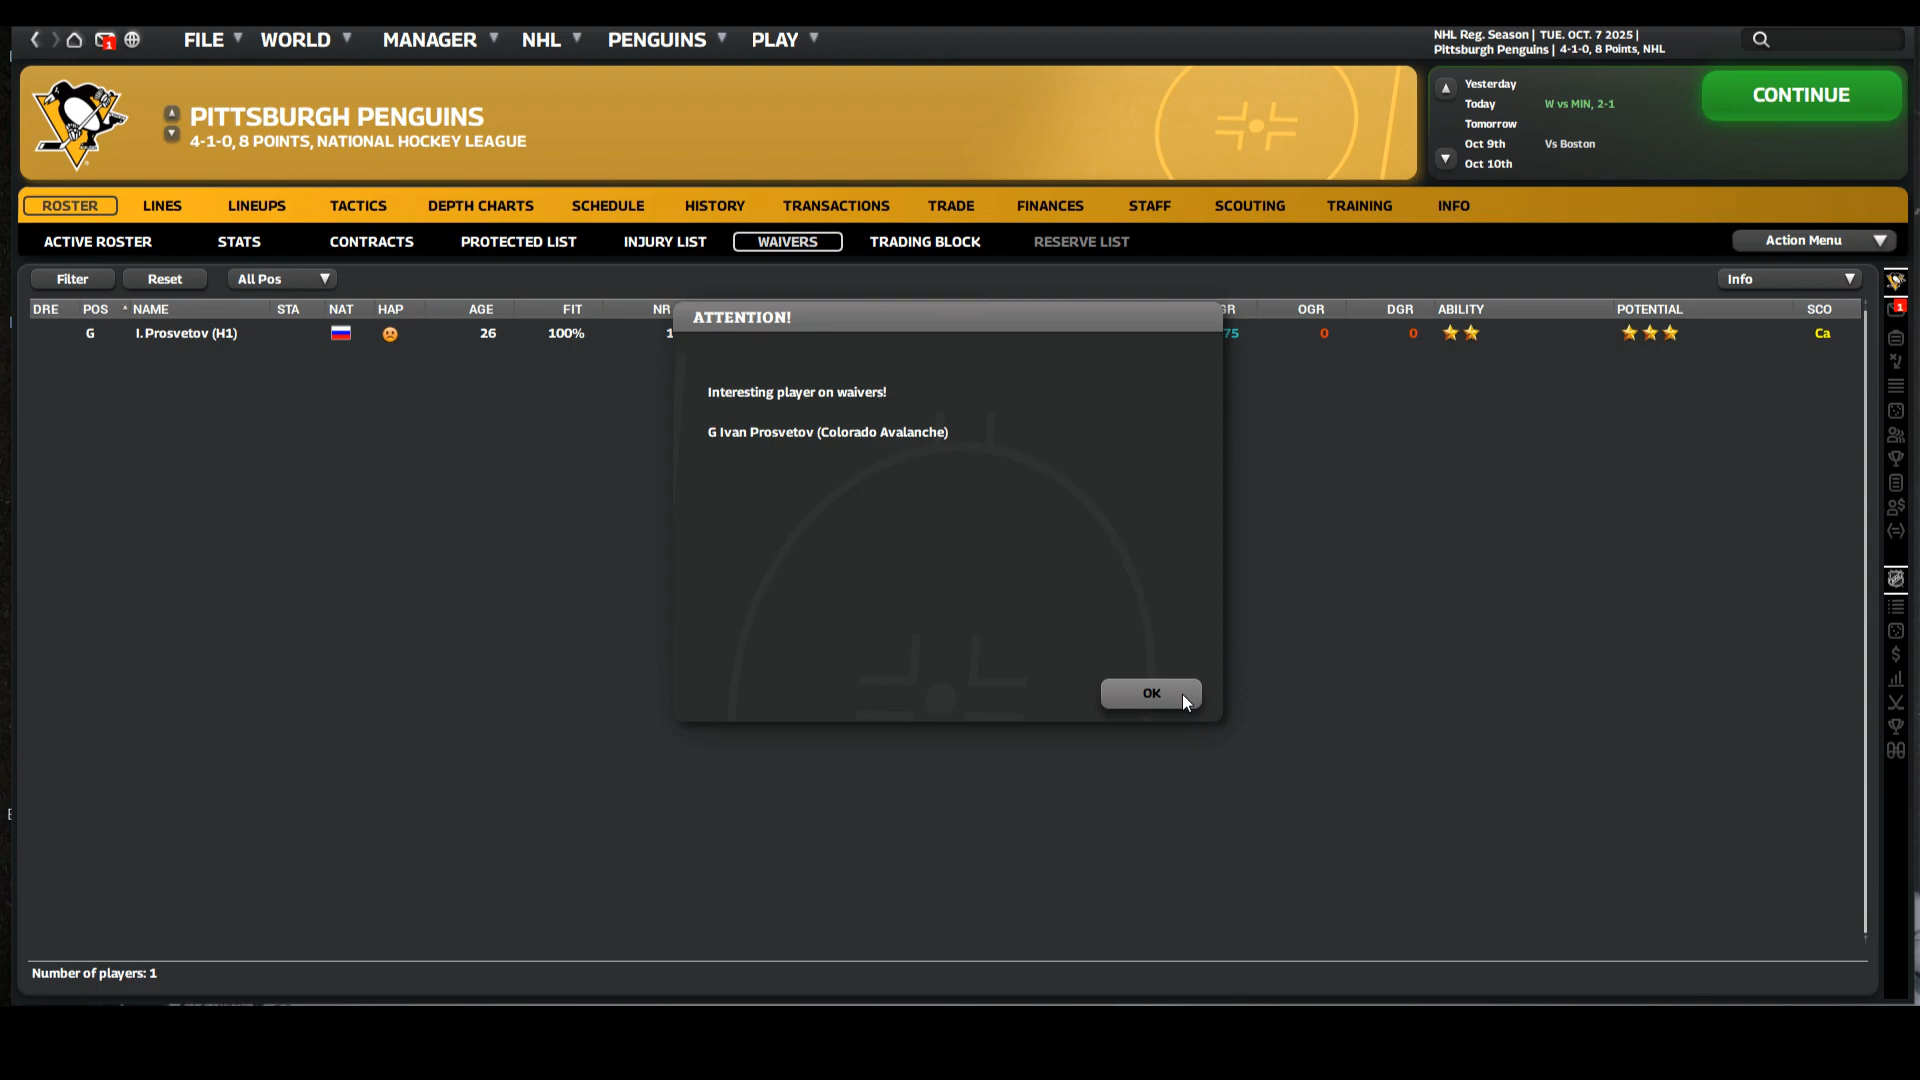 FILE WORLD MANAGER NHL PENGUINS PLAY
NHL Reg. Season | TUE. OCT. 7 2025 |
Pittsburgh Penguins | 4-1-0, 8 Points, NHL
PITTSBURGH PENGUINS
4-1-0, 8 POINTS, NATIONAL HOCKEY LEAGUE
Yesterday
Today W vs MIN, 2-1
Tomorrow
Oct 9th Vs Boston
Oct 10th
CONTINUE
ROSTER LINES LINEUPS TACTICS DEPTH CHARTS SCHEDULE HISTORY TRANSACTIONS TRADE FINANCES STAFF SCOUTING TRAINING INFO
ACTIVE ROSTER STATS CONTRACTS PROTECTED LIST INJURY LIST WAIVERS TRADING BLOCK RESERVE LIST Action Menu
Filter Reset All Pos Info
DRE POS NAME STA NAT HAP AGE FIT NR OGR DGR ABILITY POTENTIAL SCO
G I. Prosvetov (H1) 26 100% 1 75 0 0 Ca
ATTENTION!
Interesting player on waivers!
G Ivan Prosvetov (Colorado Avalanche)
OK
Number of players: 1
1
1